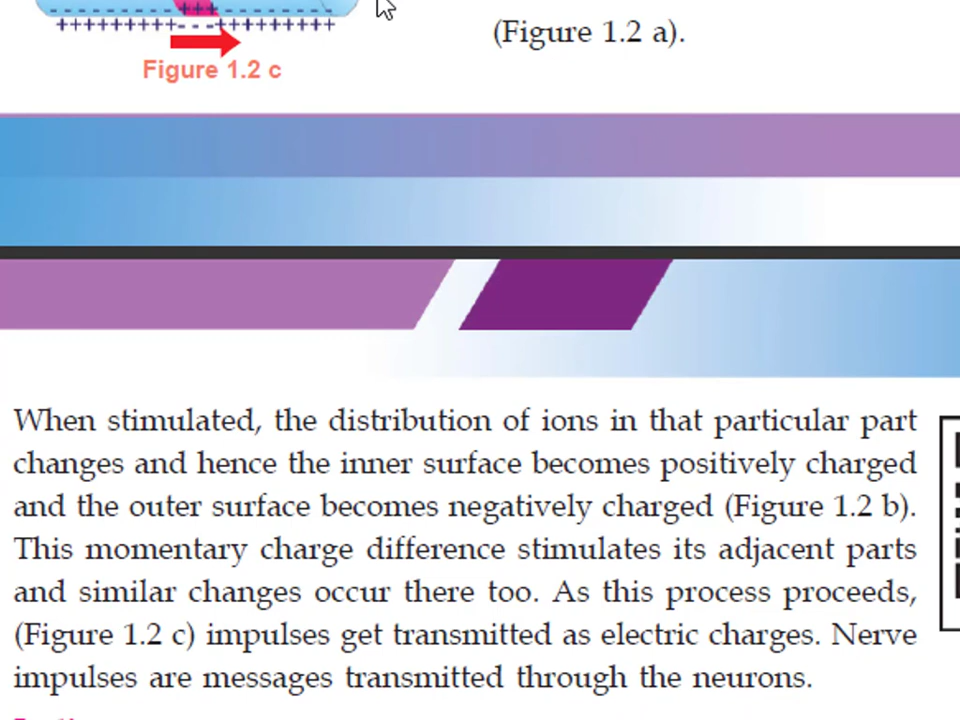 - - - - - - - - - +++ - - - - - - - -
+++++++++- - -+++++++++
(Figure 1.2 a).
Figure 1.2 c
When stimulated, the distribution of ions in that particular part
changes and hence the inner surface becomes positively charged
and the outer surface becomes negatively charged (Figure 1.2 b).
This momentary charge difference stimulates its adjacent parts
and similar changes occur there too. As this process proceeds,
(Figure 1.2 c) impulses get transmitted as electric charges. Nerve
impulses are messages transmitted through the neurons.